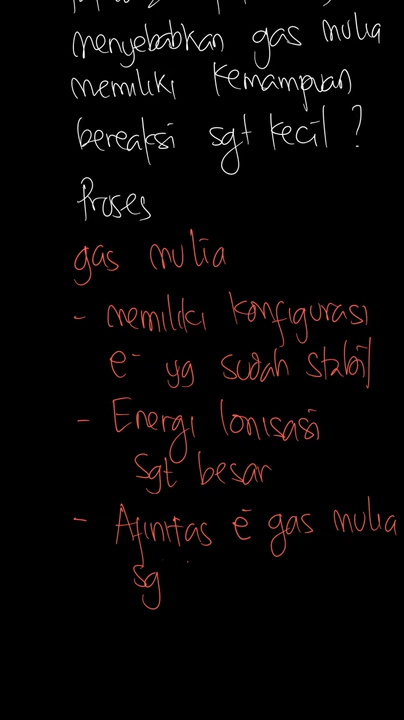 menyebabkan gas mulia
memiliki kemampuan
bereaksi sgt kecil ?
Proses
gas mulia
- memiliki konfigurasi
e- yg sudah stabil
- Energi Ionisasi
sgt besar
- Afinitas e- gas mulia
sg